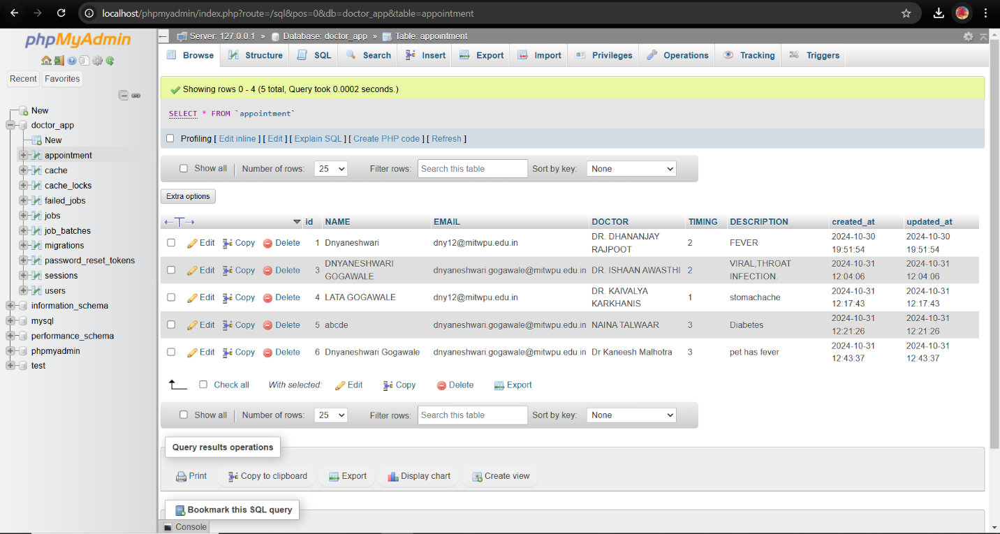 localhost/phpmyadmin/index.php?route=/sql&pos=0&db=doctor_app&table=appointment
phpMyAdmin
Recent Favorites
New
doctor_app
New
appointment
cache
cache_locks
failed_jobs
jobs
job_batches
migrations
password_reset_tokens
sessions
users
information_schema
mysql
performance_schema
phpmyadmin
test
Server: 127.0.0.1 » Database: doctor_app » Table: appointment
Browse Structure SQL Search Insert Export Import Privileges Operations Tracking Triggers
Showing rows 0 - 4 (5 total, Query took 0.0002 seconds.)
SELECT * FROM `appointment`
Profiling [ Edit inline ] [ Edit ] [ Explain SQL ] [ Create PHP code ] [ Refresh ]
Show all Number of rows: 25 Filter rows: Search this table Sort by key: None
Extra options
id NAME EMAIL DOCTOR TIMING DESCRIPTION created_at updated_at
Edit Copy Delete 1 Dnyaneshwari dny12@mitwpu.edu.in DR. DHANANJAY RAJPOOT 2 FEVER 2024-10-30 19:51:54 2024-10-30 19:51:54
Edit Copy Delete 3 DNYANESHWARI GOGAWALE dnyaneshwari.gogawale@mitwpu.edu.in DR. ISHAAN AWASTHI 2 VIRAL,THROAT INFECTION. 2024-10-31 12:04:06 2024-10-31 12:04:06
Edit Copy Delete 4 LATA GOGAWALE dny12@mitwpu.edu.in DR. KAIVALYA KARKHANIS 1 stomachache 2024-10-31 12:17:43 2024-10-31 12:17:43
Edit Copy Delete 5 abcde dnyaneshwari.gogawale@mitwpu.edu.in NAINA TALWAAR 3 Diabetes 2024-10-31 12:21:26 2024-10-31 12:21:26
Edit Copy Delete 6 Dnyaneshwari Gogawale dnyaneshwari.gogawale@mitwpu.edu.in Dr Kaneesh Malhotra 3 pet has fever 2024-10-31 12:43:37 2024-10-31 12:43:37
Check all With selected: Edit Copy Delete Export
Show all Number of rows: 25 Filter rows: Search this table Sort by key: None
Query results operations
Print Copy to clipboard Export Display chart Create view
Bookmark this SQL query
Console